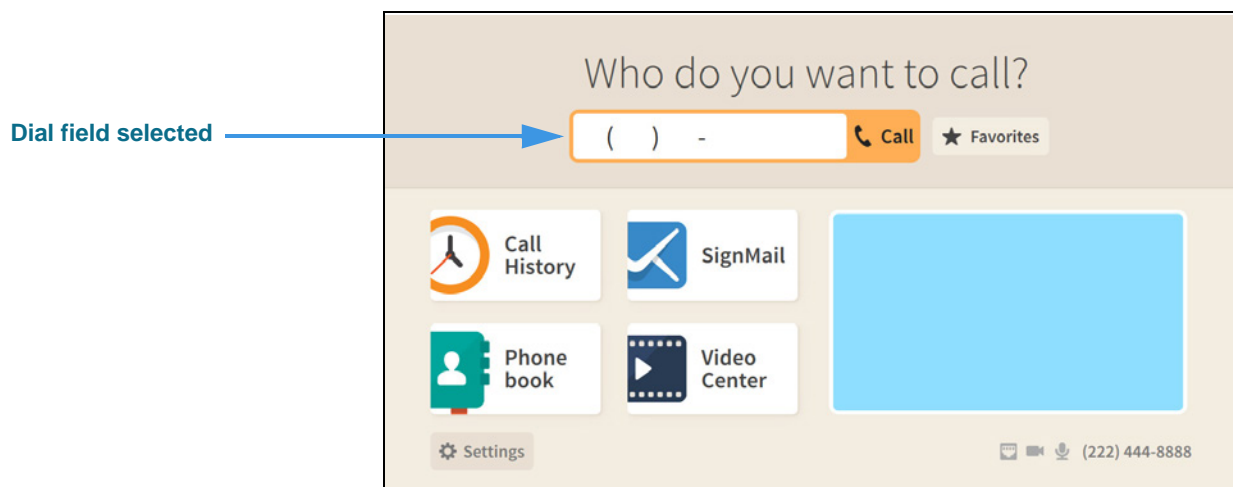 Who do you want to call?
Dial field selected
( ) -
Call
Favorites
Call
History
SignMail
Phone
book
Video
Center
Settings
(222) 444-8888